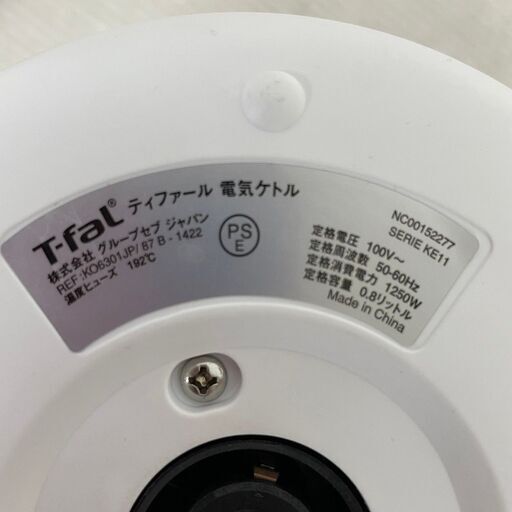 T-faL ティファール 電気ケトル
株式会社 グループセブ ジャパン
REF:KO6301JP/ 87 B - 1422
温度ヒューズ 192℃
PS
E
NC00152277
SERIE KE11
定格電圧 100V～
定格周波数 50-60Hz
定格消費電力 1250W
定格容量 0.8リットル
Made in China